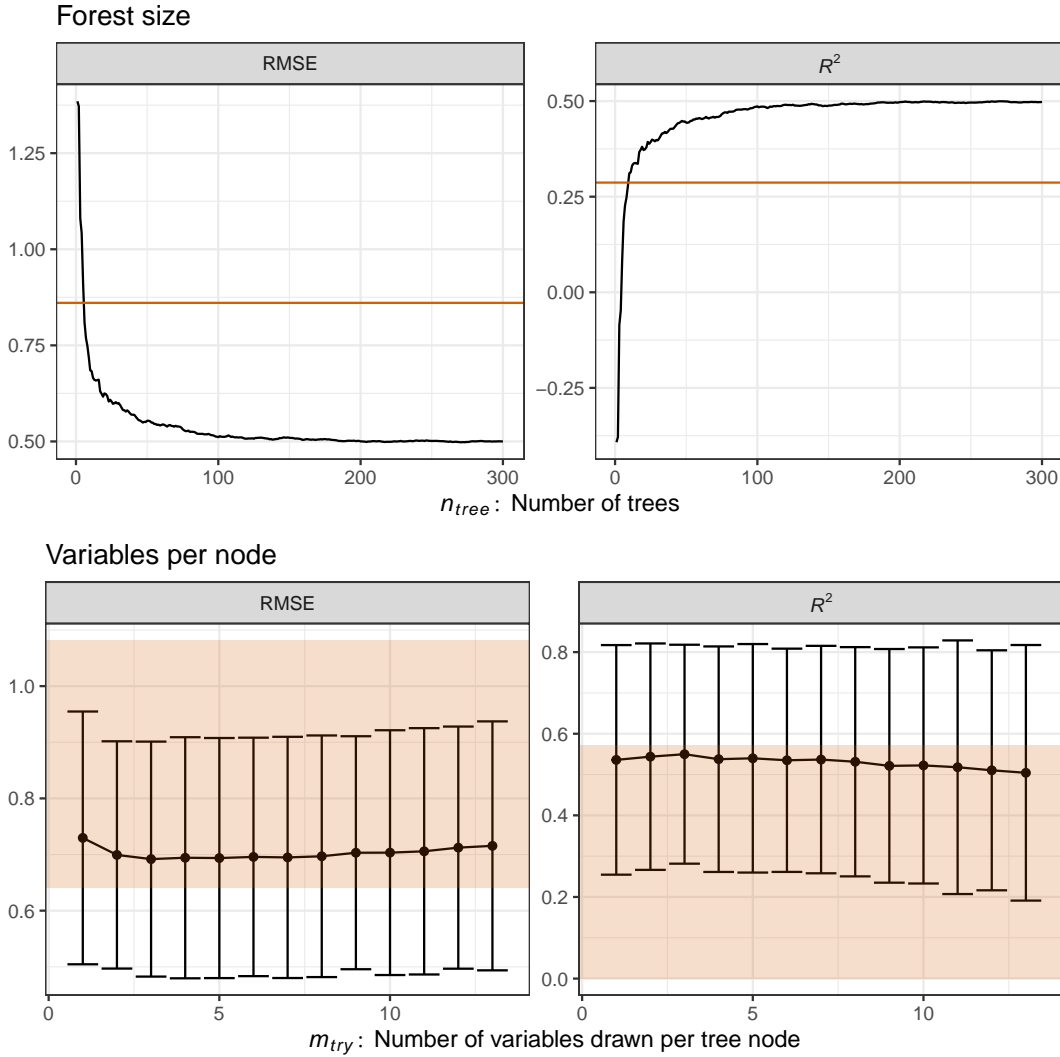 Forest size
RMSE
R²
1.25
1.00
0.75
0.50
0.50
0.25
0.00
−0.25
0 100 200 300
0 100 200 300
n_tree : Number of trees
Variables per node
RMSE
R²
1.0
0.8
0.6
0.8
0.6
0.4
0.2
0.0
0 5 10
0 5 10
m_try : Number of variables drawn per tree node